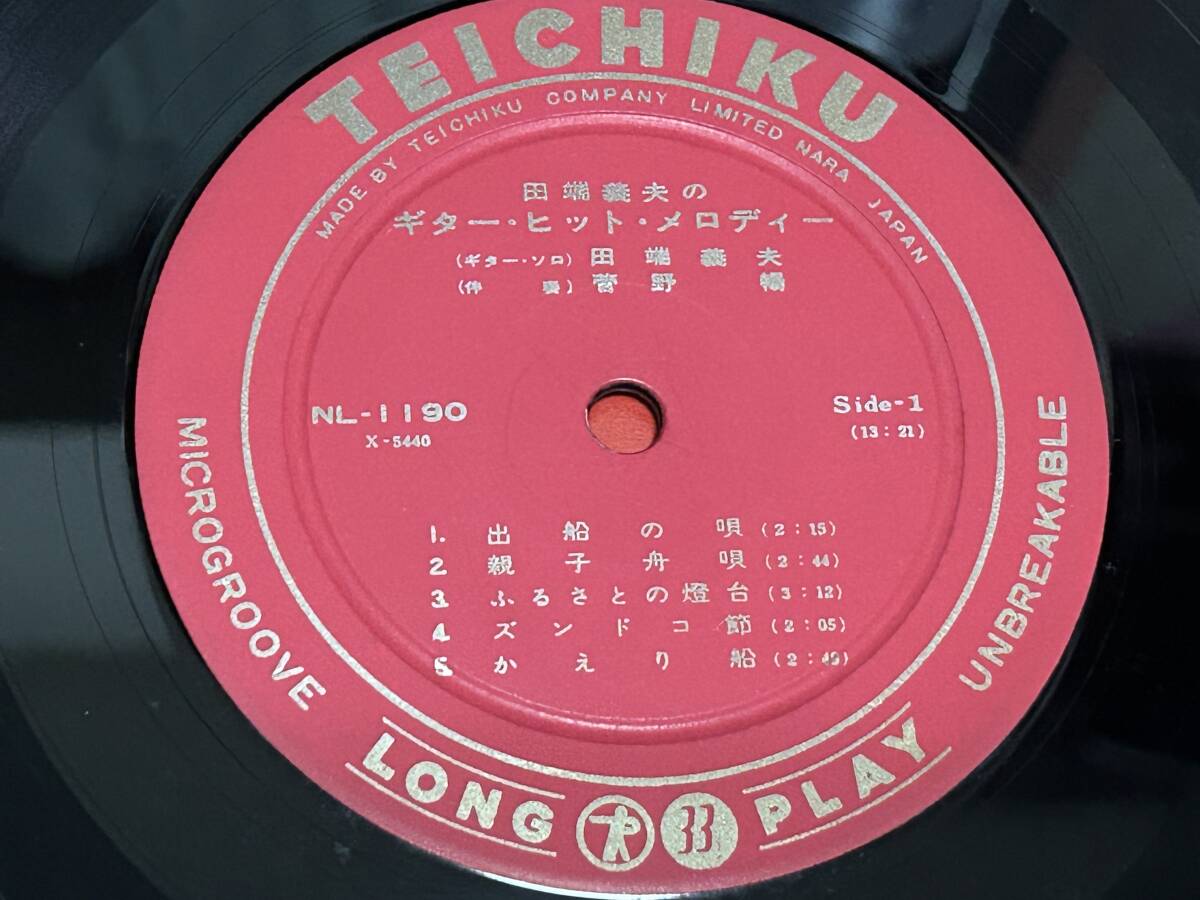 TEICHIKU
MADE BY TEICHIKU COMPANY LIMITED NARA JAPAN
田端義夫の
ギター・ヒット・メロディー
(ギター・ソロ) 田端義夫
(伴奏) 菅野
NL-1190
X-5440
Side-1
(13:21)
1. 出船の唄 (2:15)
2. 親子舟唄 (2:44)
3. ふるさとの燈台 (3:12)
4. ズンドコ節 (2:05)
5. かえり船
MICROGROOVE
UNBREAKABLE
LONG 33 PLAY